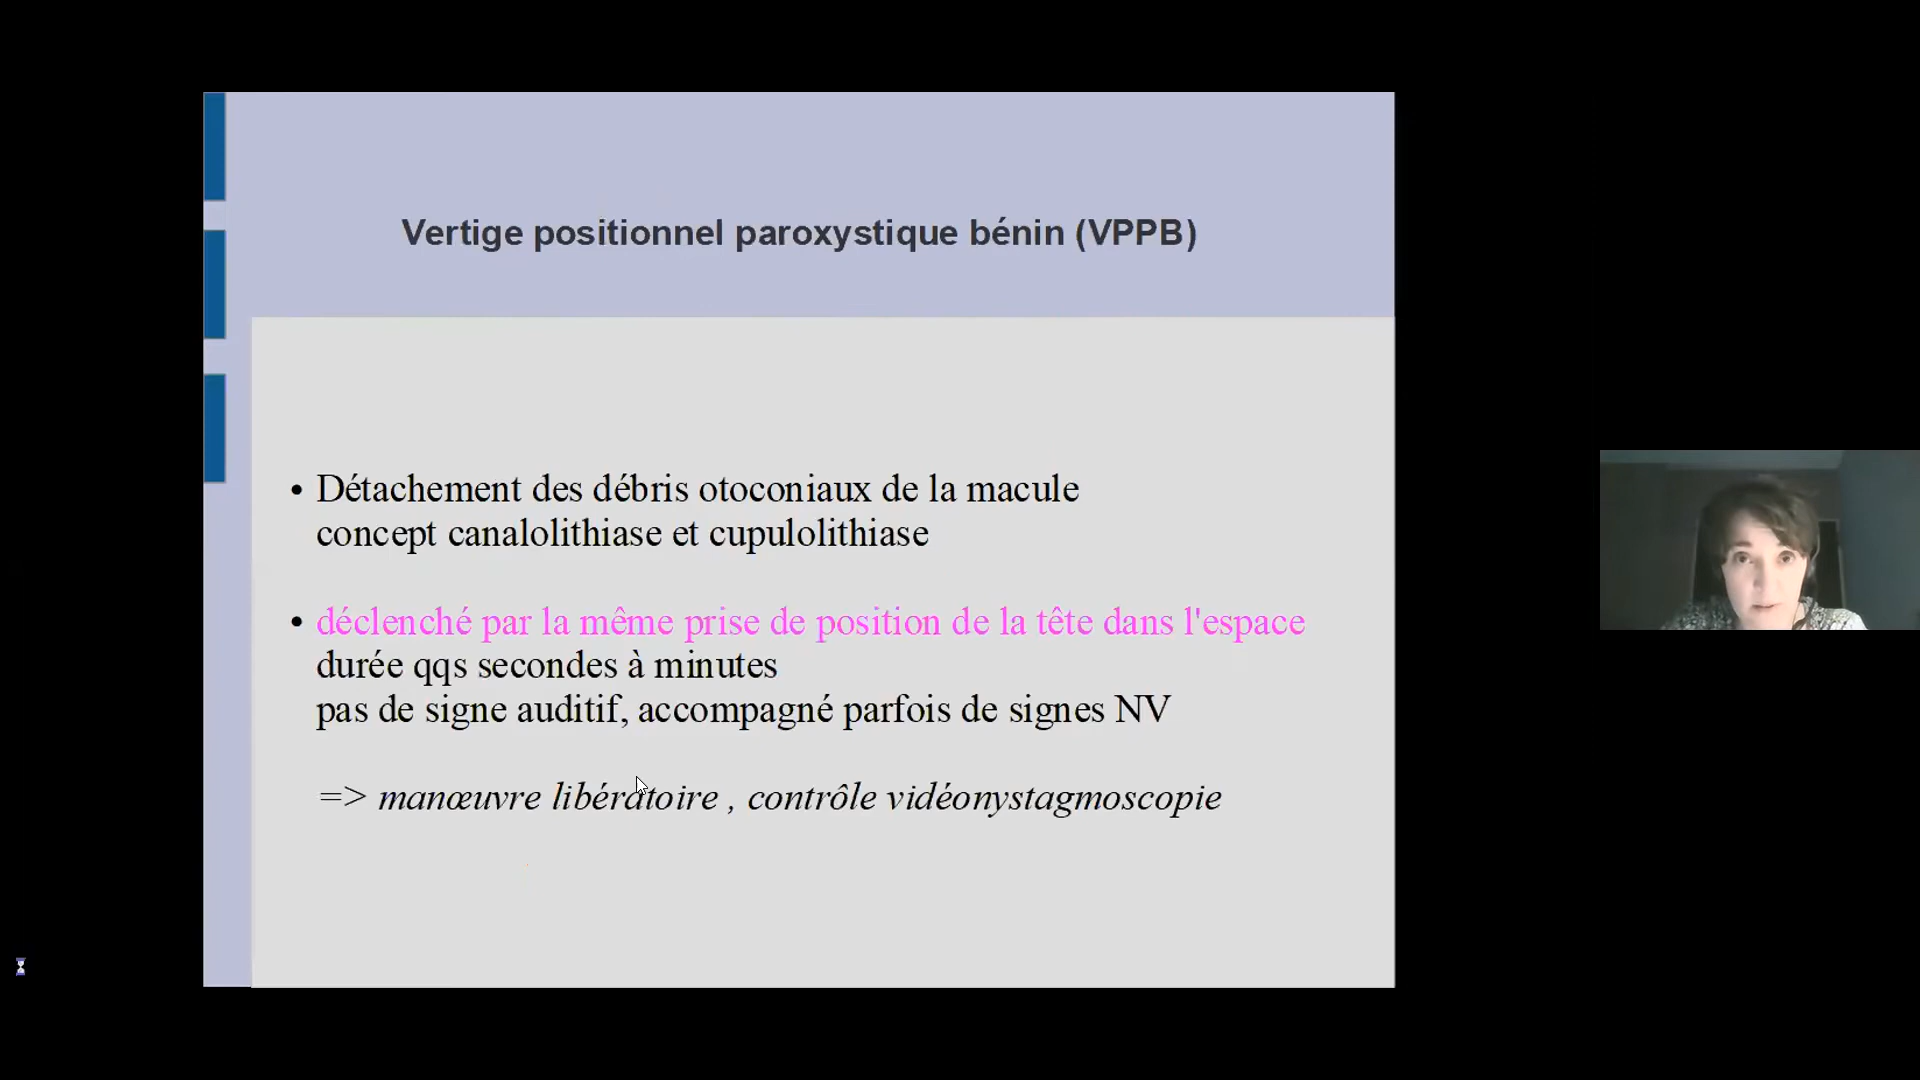 Vertige positionnel paroxystique bénin (VPPB)
• Détachement des débris otoconiaux de la macule
concept canalolithiase et cupulolithiase
• déclenché par la même prise de position de la tête dans l'espace
durée qqs secondes à minutes
pas de signe auditif, accompagné parfois de signes NV
=> manœuvre libératoire , contrôle vidéonystagmoscopie